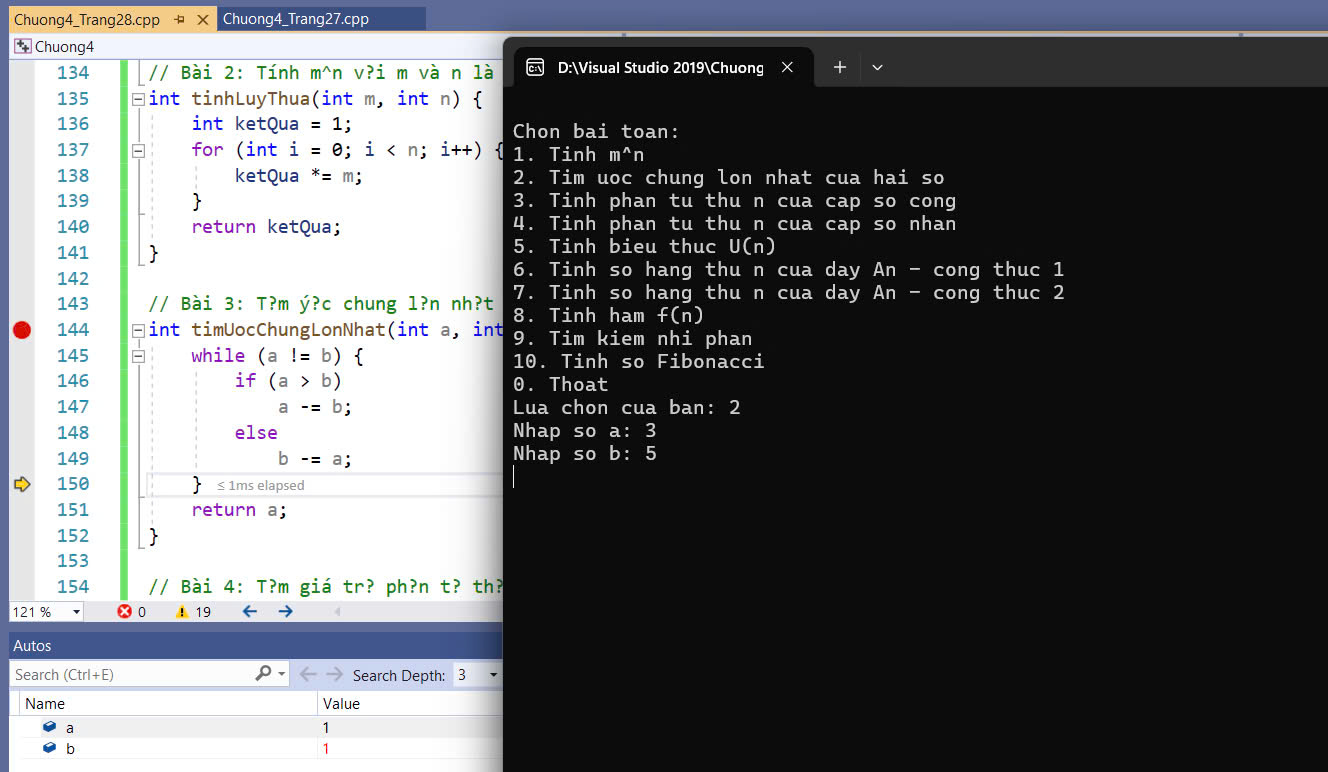 Chuong4_Trang28.cpp
Chuong4_Trang27.cpp
Chuong4
134 // Bài 2: Tính m^n v?i m và n là
135 int tinhLuyThua(int m, int n) {
136 int ketQua = 1;
137 for (int i = 0; i < n; i++) {
138 ketQua *= m;
139 }
140 return ketQua;
141 }
142
143 // Bài 3: T?m ý?c chung l?n nh?t
144 int timUocChungLonNhat(int a, int
145 while (a != b) {
146 if (a > b)
147 a -= b;
148 else
149 b -= a;
150 } ≤ 1ms elapsed
151 return a;
152 }
153
154 // Bài 4: T?m giá tr? ph?n t? th?
121 % 0 19
Autos
Search (Ctrl+E) Search Depth: 3
Name Value
a 1
b 1
D:\Visual Studio 2019\Chuong
Chon bai toan:
1. Tinh m^n
2. Tim uoc chung lon nhat cua hai so
3. Tinh phan tu thu n cua cap so cong
4. Tinh phan tu thu n cua cap so nhan
5. Tinh bieu thuc U(n)
6. Tinh so hang thu n cua day An - cong thuc 1
7. Tinh so hang thu n cua day An - cong thuc 2
8. Tinh ham f(n)
9. Tim kiem nhi phan
10. Tinh so Fibonacci
0. Thoat
Lua chon cua ban: 2
Nhap so a: 3
Nhap so b: 5